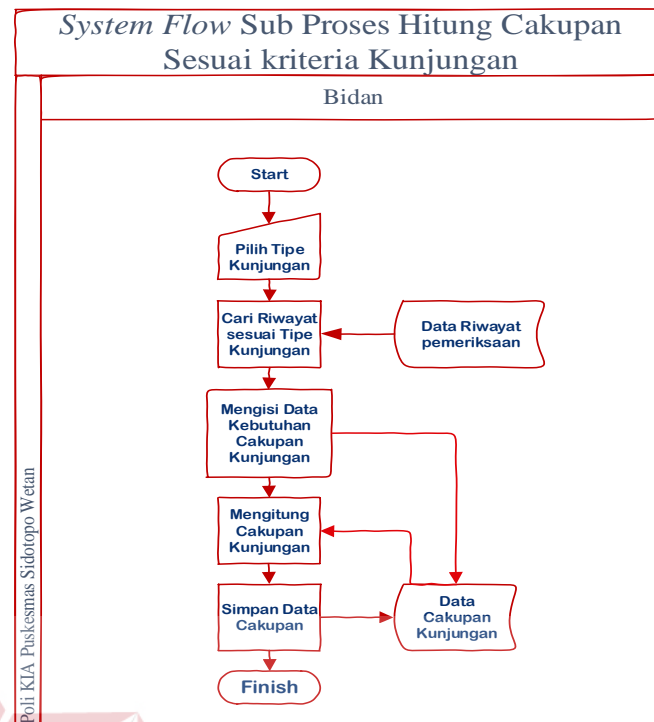 System Flow Sub Proses Hitung Cakupan
Sesuai kriteria Kunjungan
Bidan
Poli KIA Puskesmas Sidotopo Wetan
Start
Pilih Tipe
Kunjungan
Cari Riwayat
sesuai Tipe
Kunjungan
Data Riwayat
pemeriksaan
Mengisi Data
Kebutuhan
Cakupan
Kunjungan
Mengitung
Cakupan
Kunjungan
Simpan Data
Cakupan
Data
Cakupan
Kunjungan
Finish